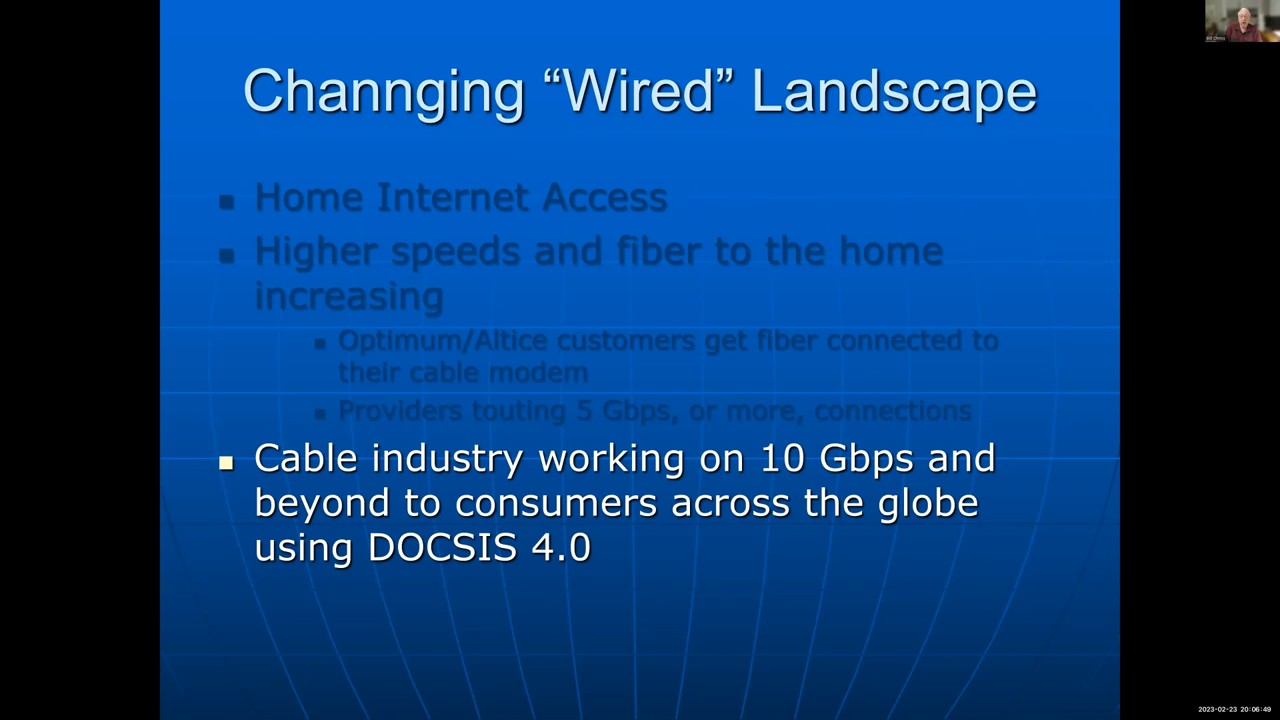 Channging “Wired” Landscape
Home Internet Access
Higher speeds and fiber to the home
increasing
Optimum/Altice customers get fiber connected to
their cable modem
Providers touting 5 Gbps, or more, connections
Cable industry working on 10 Gbps and
beyond to consumers across the globe
using DOCSIS 4.0
2023-02-23 20:06:49